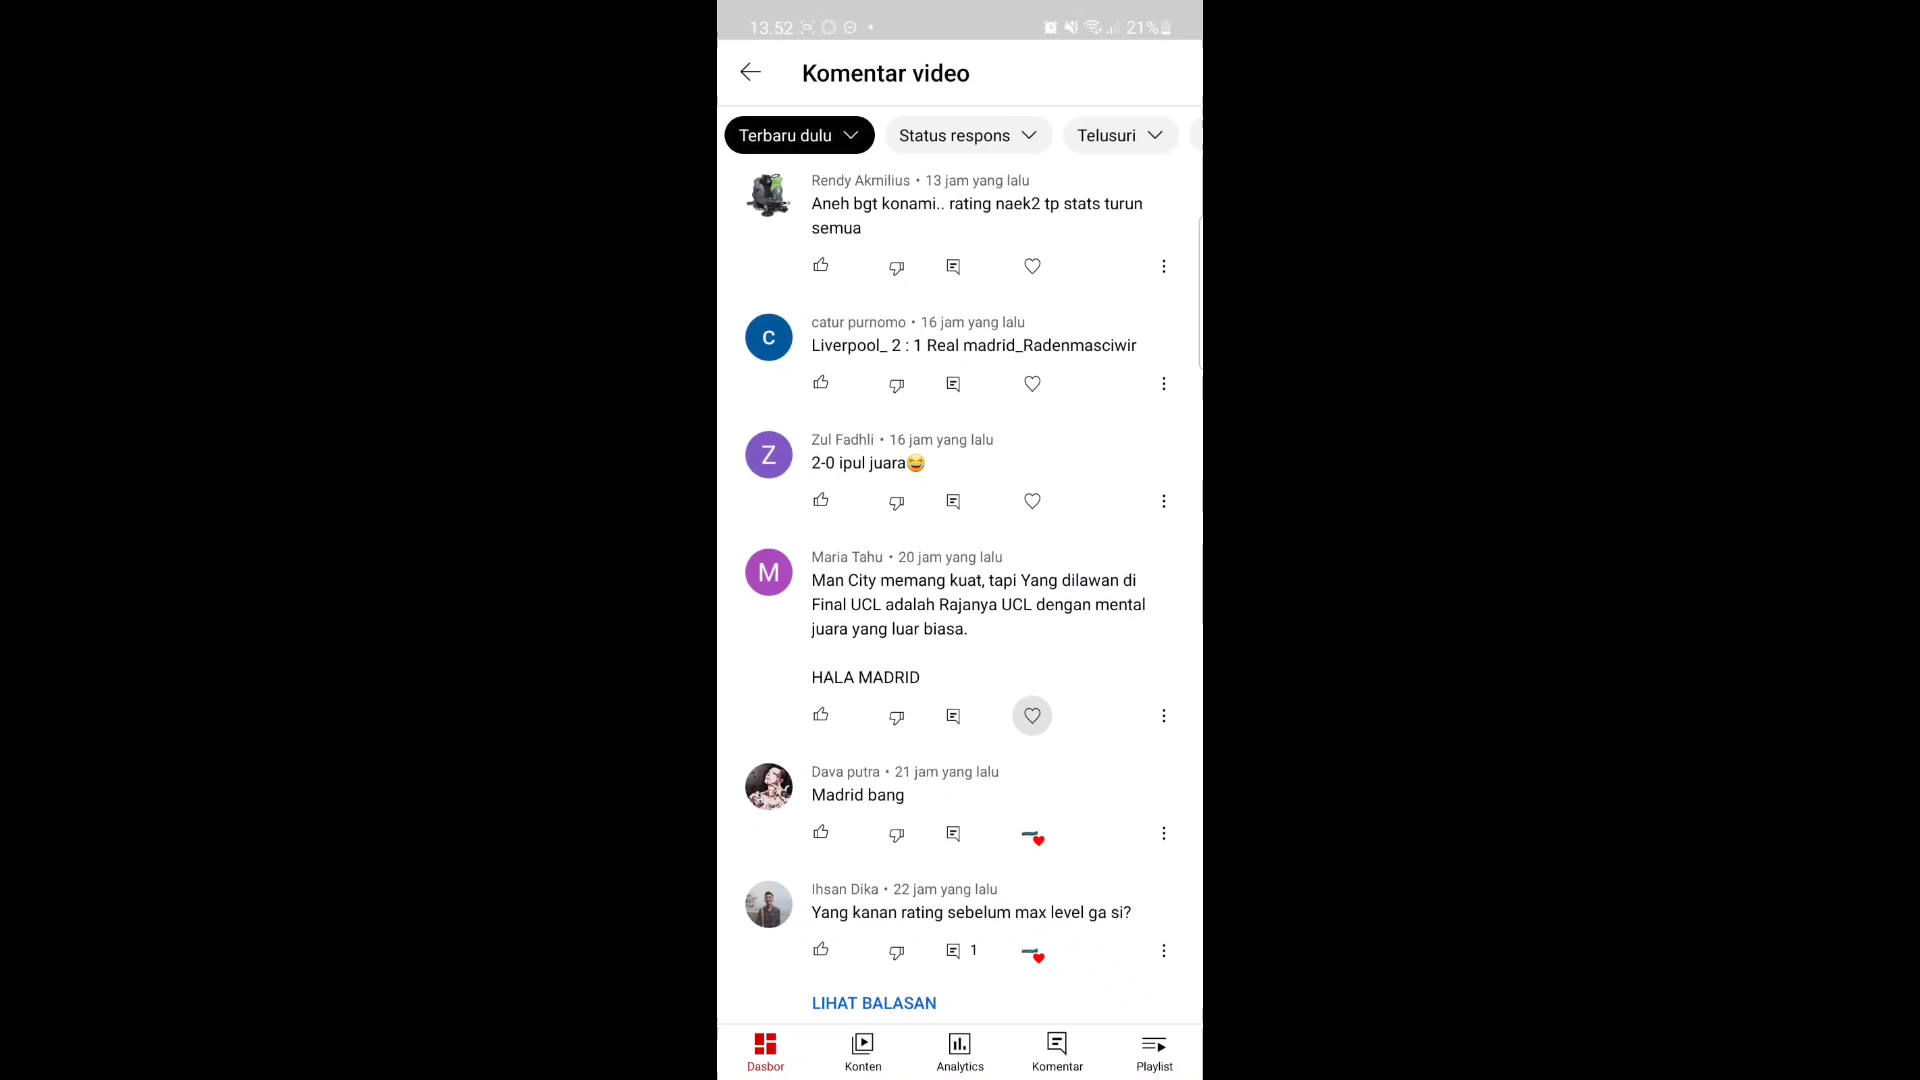 13.52
21%
Komentar video
Terbaru dulu
Status respons
Telusuri
Rendy Akmilius • 13 jam yang lalu
Aneh bgt konami.. rating naek2 tp stats turun
semua
C
catur purnomo • 16 jam yang lalu
Liverpool_ 2 : 1 Real madrid_Radenmasciwir
Z
Zul Fadhli • 16 jam yang lalu
2-0 ipul juara😅
M
Maria Tahu • 20 jam yang lalu
Man City memang kuat, tapi Yang dilawan di
Final UCL adalah Rajanya UCL dengan mental
juara yang luar biasa.
HALA MADRID
Dava putra • 21 jam yang lalu
Madrid bang
Ihsan Dika • 22 jam yang lalu
Yang kanan rating sebelum max level ga si?
1
LIHAT BALASAN
Dasbor
Konten
Analytics
Komentar
Playlist